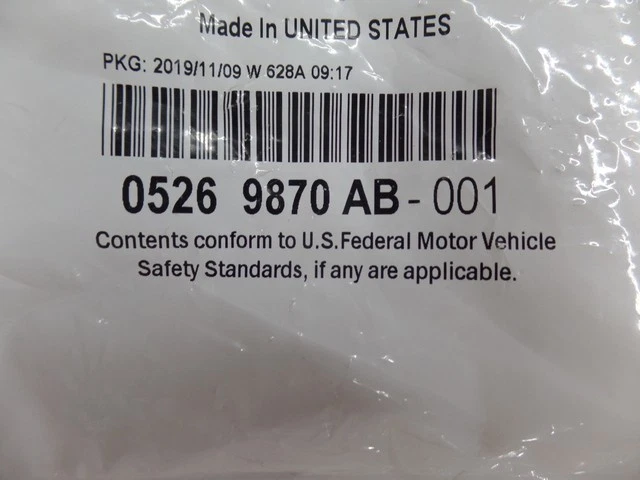 Made In UNITED STATES
PKG: 2019/11/09 W 628A 09:17
0526 9870 AB - 001
Contents conform to U.S.Federal Motor Vehicle
Safety Standards, if any are applicable.